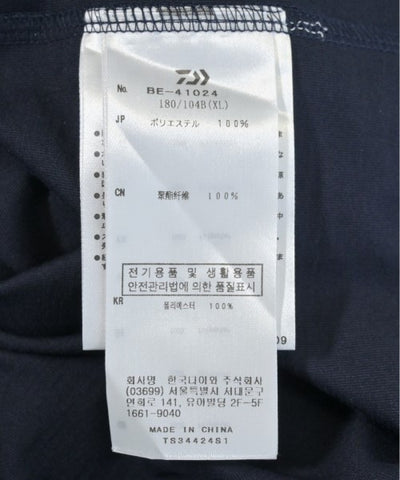 No. BE-41024
180/104B(XL)
JP ポリエステル - 100%
CN 聚酯纤维 100%
전기용품 및 생활용품
안전관리법에 의한 품질표시
KR 폴리에스터 100%
회사명 한국다이와 주식회사
(03699) 서울특별시 서대문구
연희로 141, 유아빌딩 2F-5F
1661-9040
MADE IN CHINA
TS34424S1
09